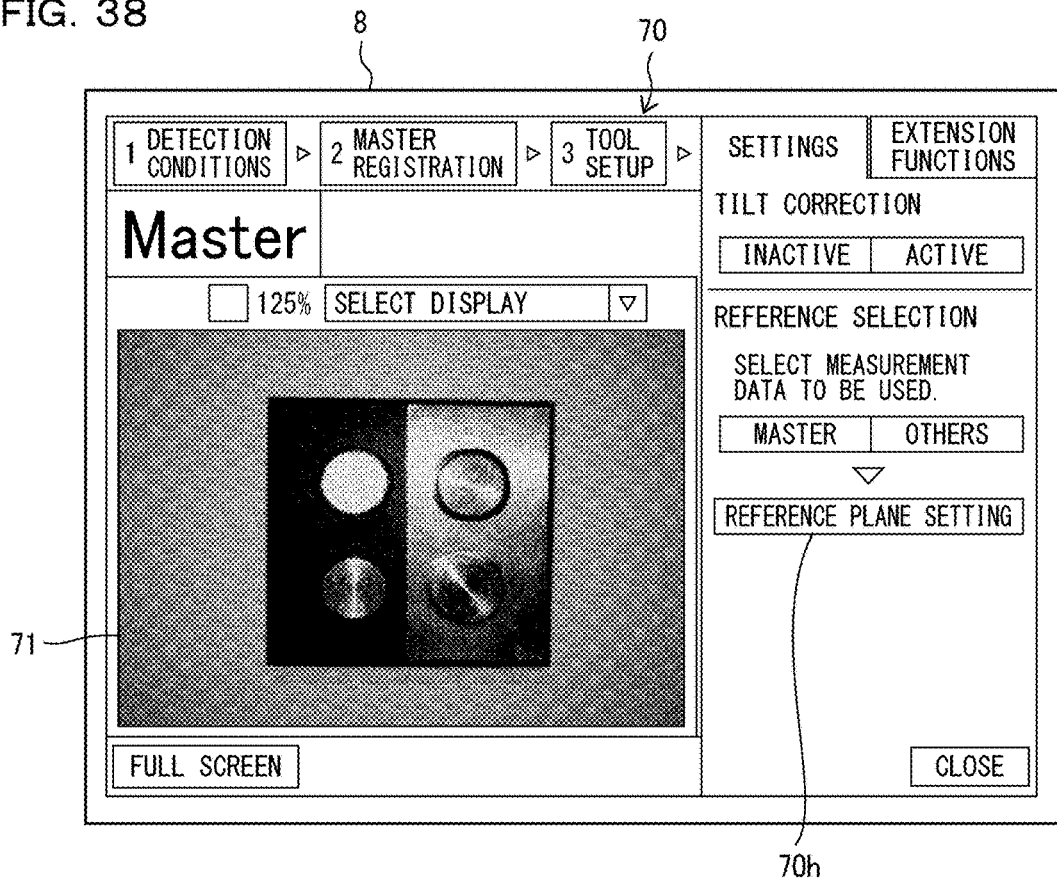 FIG. 38
8
70
1 DETECTION CONDITIONS ▷ 2 MASTER REGISTRATION ▷ 3 TOOL SETUP ▷
SETTINGS
EXTENSION FUNCTIONS
Master
125% SELECT DISPLAY ▽
TILT CORRECTION
INACTIVE ACTIVE
REFERENCE SELECTION
SELECT MEASUREMENT
DATA TO BE USED.
MASTER OTHERS
▽
REFERENCE PLANE SETTING
71
FULL SCREEN
CLOSE
70h